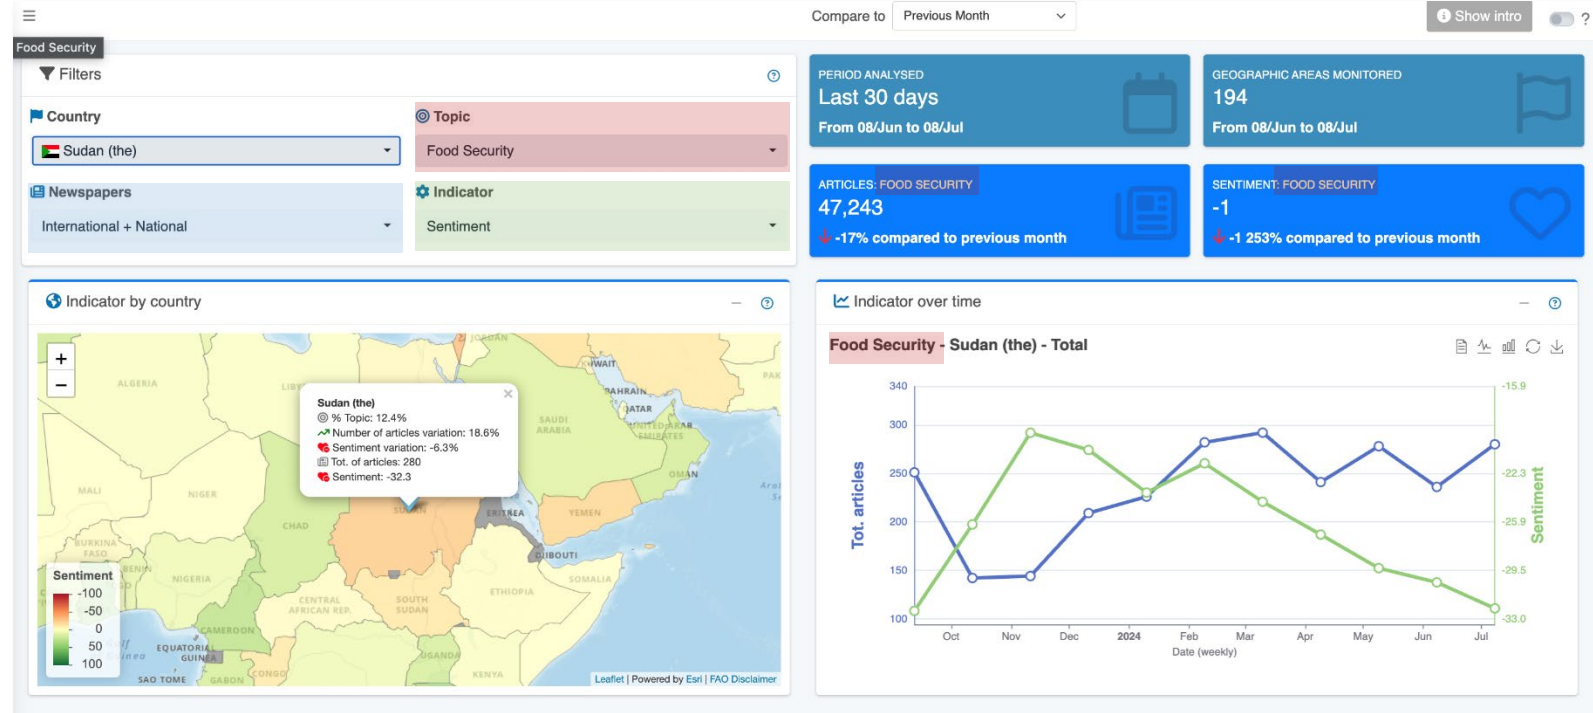 Compare to Previous Month
Show intro
?
Food Security
Filters
Country
Topic
Sudan (the)
Food Security
Newspapers
Indicator
International + National
Sentiment
PERIOD ANALYSED
Last 30 days
From 08/Jun to 08/Jul
GEOGRAPHIC AREAS MONITORED
194
From 08/Jun to 08/Jul
ARTICLES: FOOD SECURITY
47,243
-17% compared to previous month
SENTIMENT: FOOD SECURITY
-1
-1 253% compared to previous month
Indicator by country
+
−
JORDAN
KUWAIT
PAK
ALGERIA
BAHRAIN
QATAR
SAUDI
ARABIA
UNITED ARAB
EMIRATES
OMAN
Sudan (the)
% Topic: 12.4%
Number of articles variation: 18.6%
Sentiment variation: -6.3%
Tot. of articles: 280
Sentiment: -32.3
MALI
NIGER
CHAD
ERITREA
YEMEN
BURKINA
FASO
BENIN
NIGERIA
DJIBOUTI
SOMALIA
ETHIOPIA
CENTRAL
AFRICAN REP.
SOUTH
SUDAN
CAMEROON
EQUATORIAL
GUINEA
SAO TOME
GABON
CONGO
UGANDA
KENYA
Sentiment
-100
-50
0
50
100
Leaflet | Powered by Esri | FAO Disclaimer
Indicator over time
Food Security - Sudan (the) - Total
Tot. articles
340
300
250
200
150
100
-15.9
-22.3
-25.9
-29.5
-33.0
Sentiment
Oct Nov Dec 2024 Feb Mar Apr May Jun Jul
Date (weekly)